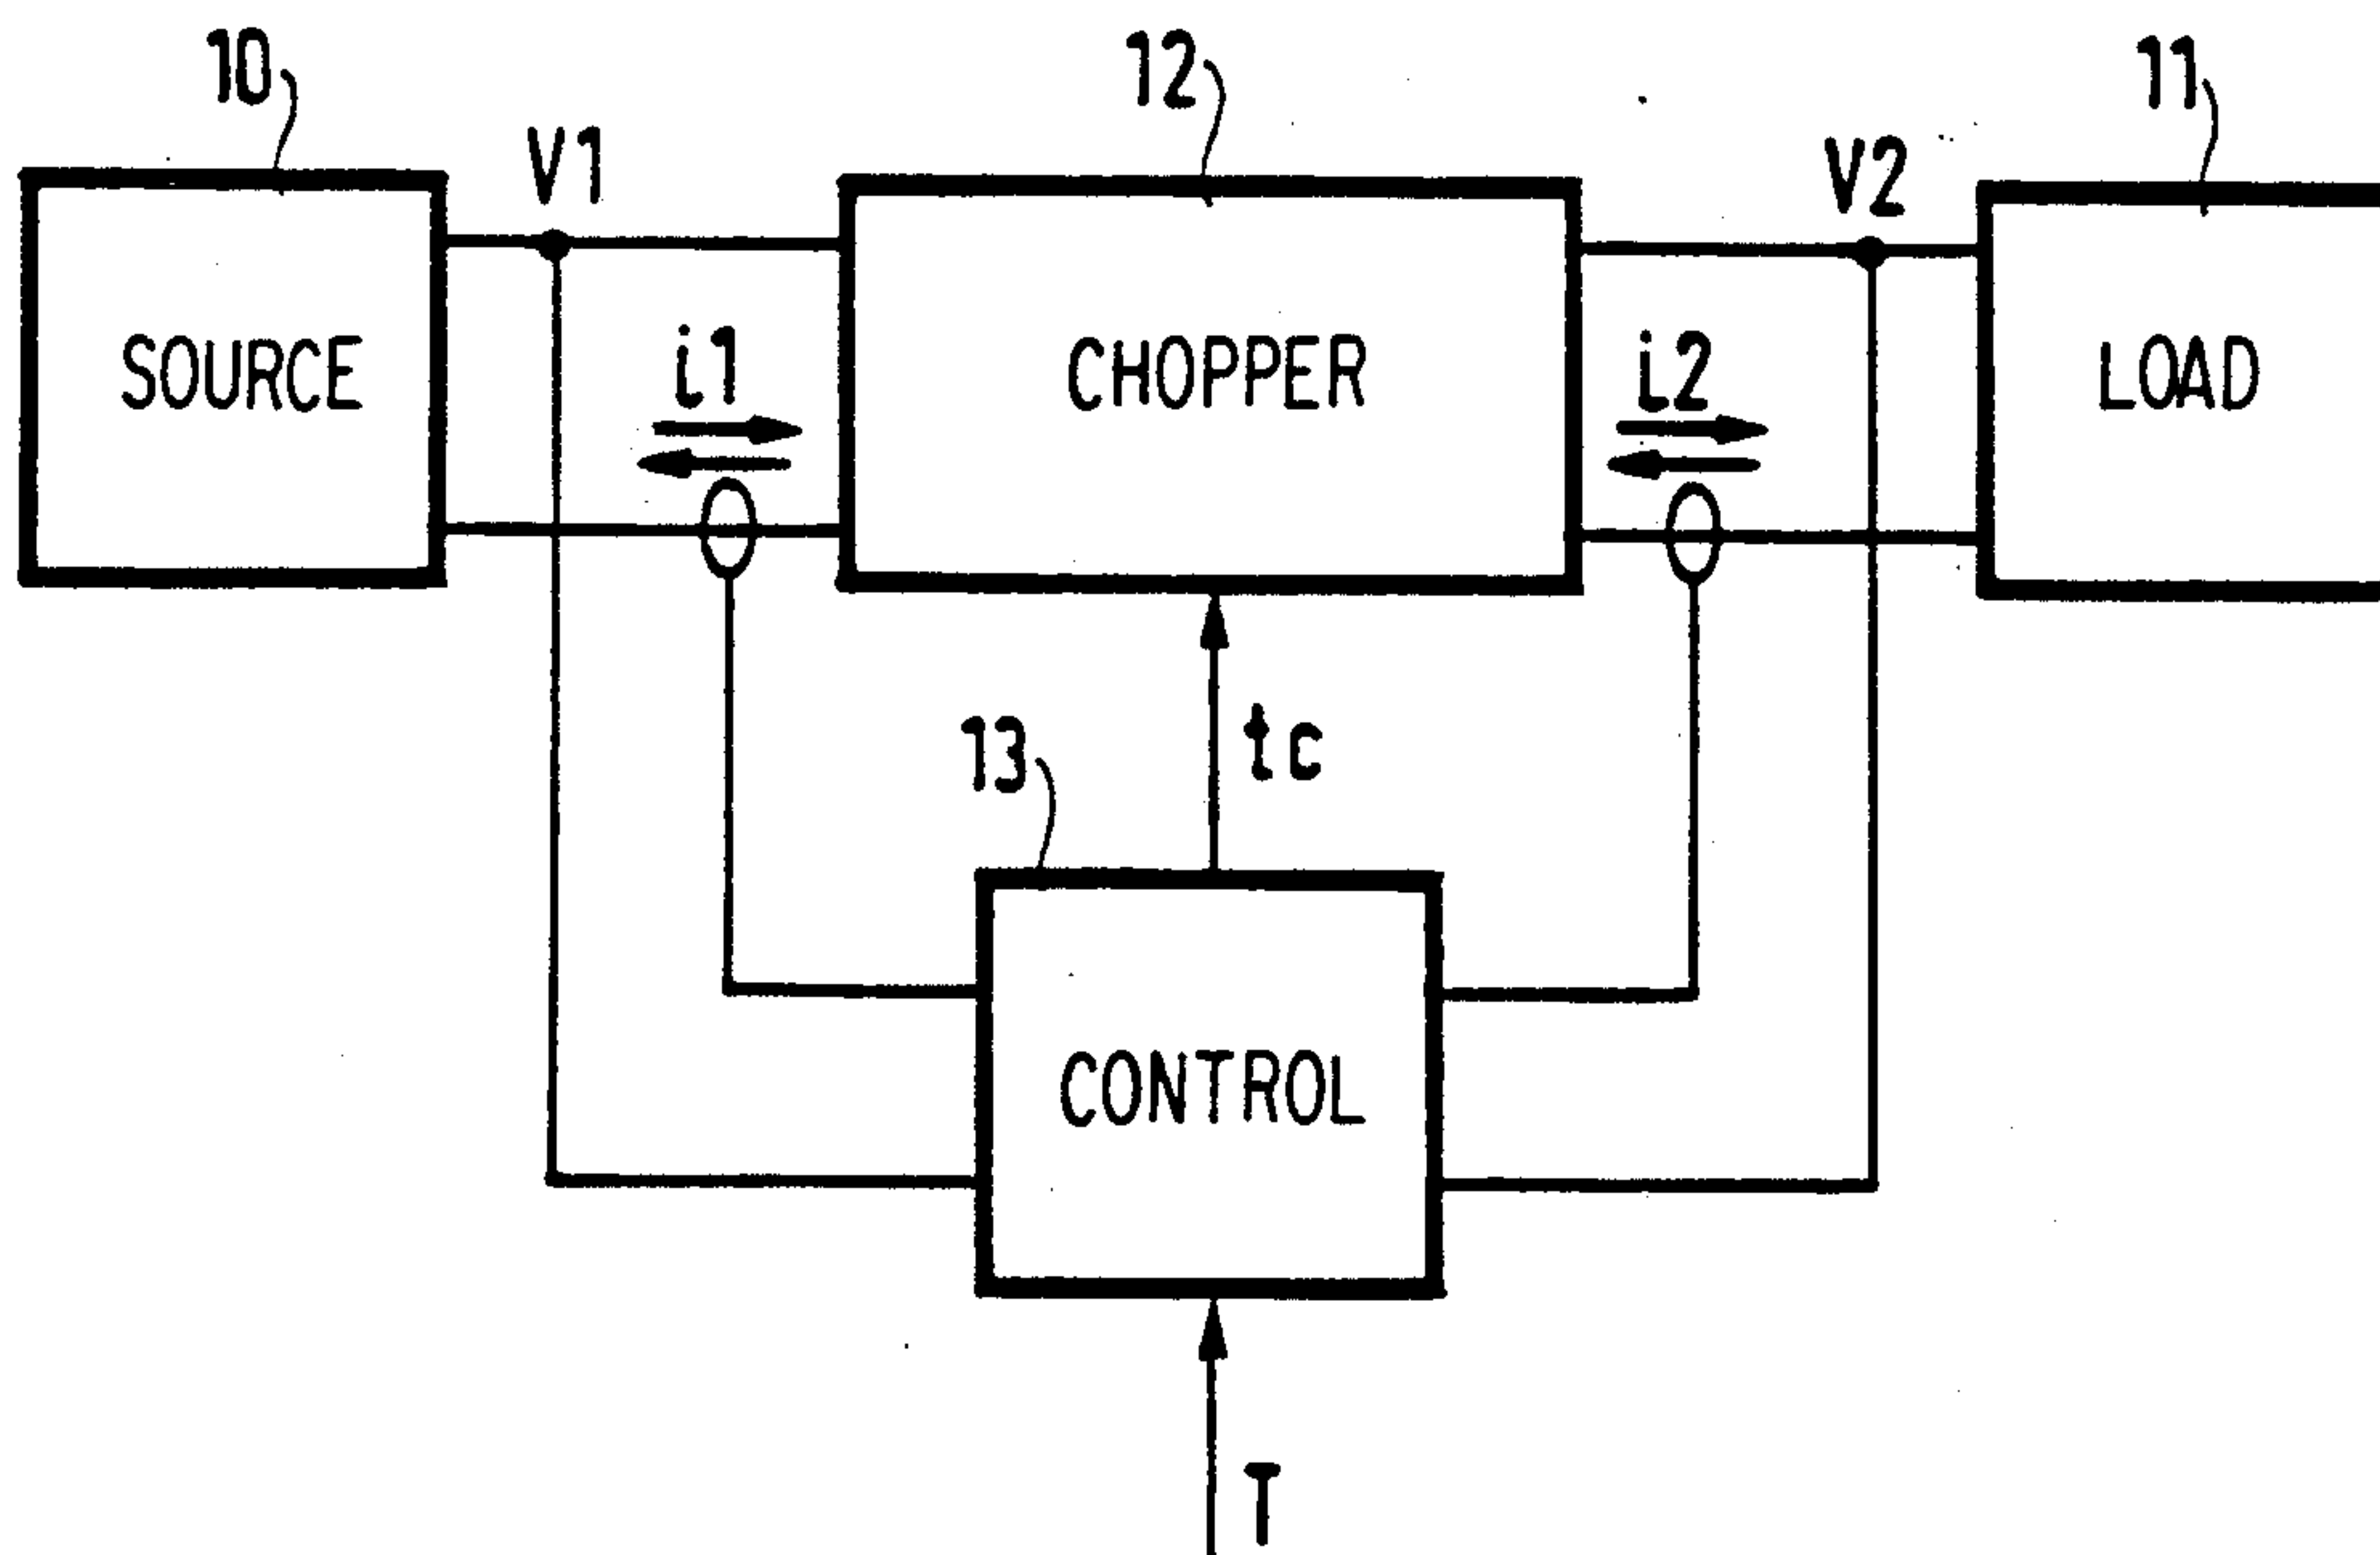 10
12
11
V1
V2
SOURCE
i1
CHOPPER
i2
LOAD
13
tc
CONTROL
T